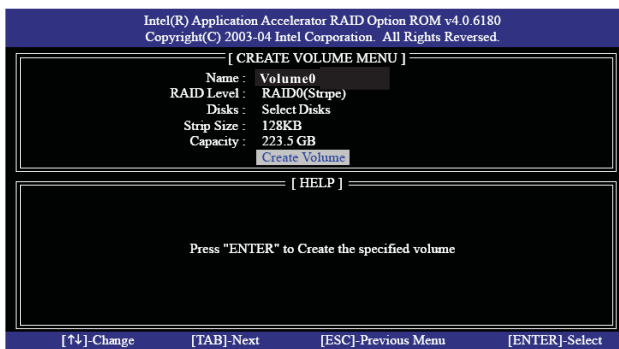 Intel(R) Application Accelerator RAID Option ROM v4.0.6180
Copyright(C) 2003-04 Intel Corporation. All Rights Reversed.
[ CREATE VOLUME MENU ]
Name : Volume0
RAID Level : RAID0(Stripe)
Disks : Select Disks
Strip Size : 128KB
Capacity : 223.5 GB
Create Volume
[ HELP ]
Press "ENTER" to Create the specified volume
[↑↓]-Change [TAB]-Next [ESC]-Previous Menu [ENTER]-Select